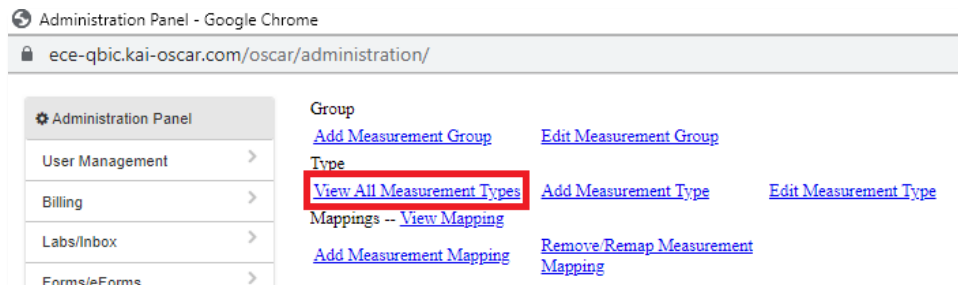 Administration Panel - Google Chrome
ece-qbic.kai-oscar.com/oscar/administration/
Administration Panel
User Management
Billing
Labs/Inbox
Forms/eForms
Group
Add Measurement Group Edit Measurement Group
Type
View All Measurement Types Add Measurement Type Edit Measurement Type
Mappings -- View Mapping
Add Measurement Mapping Remove/Remap Measurement
Mapping